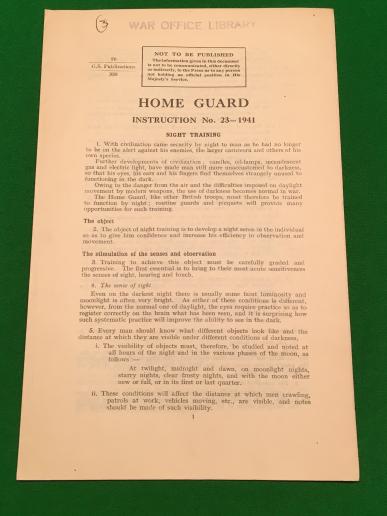 3
WAR OFFICE LIBRARY
NOT TO BE PUBLISHED
The information given in this document
is not to be communicated, either directly
or indirectly, to the Press or to any person
not holding an official position in His
Majesty's Service.
G.S. Publications
HOME GUARD
INSTRUCTION No. 23—1941
NIGHT TRAINING
1. With civilization came security by night to man as he had no longer
to be on the alert against his enemies, the larger carnivora and others of his
own species.
Further developments of civilization: candles, oil-lamps, incandescent
gas and electric light, have made man still more unaccustomed to darkness,
so that his eyes, his ears and his fingers find themselves strangely unused to
functioning in the dark.
Owing to the danger from the air and the difficulties imposed on daylight
movement by modern weapons, the use of darkness becomes normal in war.
The Home Guard, like other British troops, must therefore be trained
to function by night; routine guards and picquets will provide many
opportunities for such training.
The object
2. The object of night training is to develop a night sense in the individual
so as to give him confidence and increase his efficiency in observation and
movement.
The stimulation of the senses and observation
3. Training to achieve this object must be carefully graded and
progressive. The first essential is to bring to their most acute sensitiveness
the senses of sight, hearing and touch.
4. The sense of sight
Even on the darkest night there is usually some most luminosity and
moonlight is often very bright. As either of these conditions is different,
however, from the normal one of daylight, the eyes require practice so as to
register correctly on the brain what has been seen, and it is surprising how
such systematic practice will improve the ability to see in the dark.
5. Every man should know what different objects look like and the
distance at which they are visible under different conditions of darkness.
i. The visibility of objects must, therefore, be studied and noted at
all hours of the night and in the various phases of the moon, as
follows:—
At twilight, midnight and dawn, on moonlight nights,
starry nights, clear frosty nights, and with the moon either
new or full, or in its first or last quarter.
ii. These conditions will affect the distance at which men crawling,
patrols at work, vehicles moving, etc., are visible, and notes
should be made of such visibility.
1